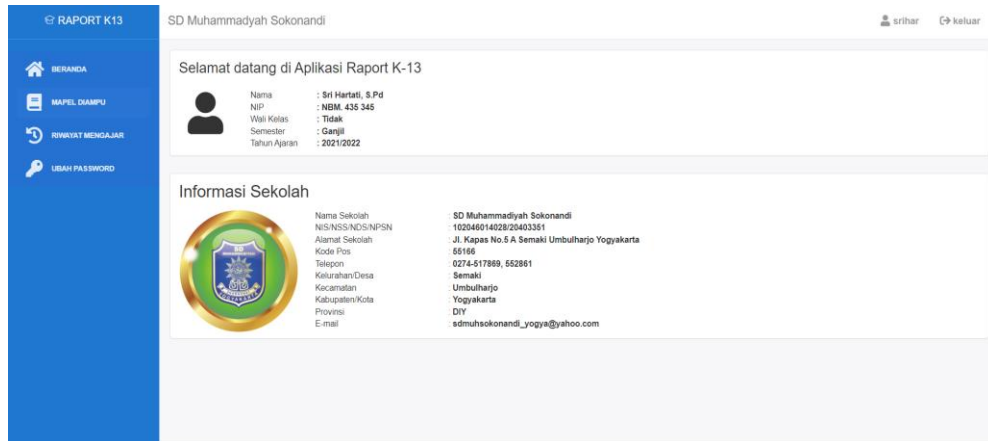 RAPORT K13
SD Muhammadyah Sokonandi
srihar
keluar
BERANDA
MAPEL DIAMPU
RIWAYAT MENGAJAR
UBAH PASSWORD
Selamat datang di Aplikasi Raport K-13
Nama : Sri Hartati, S.Pd
NIP : NBM. 435 345
Wali Kelas : Tidak
Semester : Ganjil
Tahun Ajaran : 2021/2022
Informasi Sekolah
Nama Sekolah SD Muhammadiyah Sokonandi
NIS/NSS/NDS/NPSN : 102046014028/20403351
Alamat Sekolah : Jl. Kapas No.5 A Semaki Umbulharjo Yogyakarta
Kode Pos : 55166
Telepon : 0274-517869, 552861
Kelurahan/Desa : Semaki
Kecamatan : Umbulharjo
Kabupaten/Kota : Yogyakarta
Provinsi : DIY
E-mail : sdmuhsokonandi_yogya@yahoo.com
SD
YOGYAKARTA